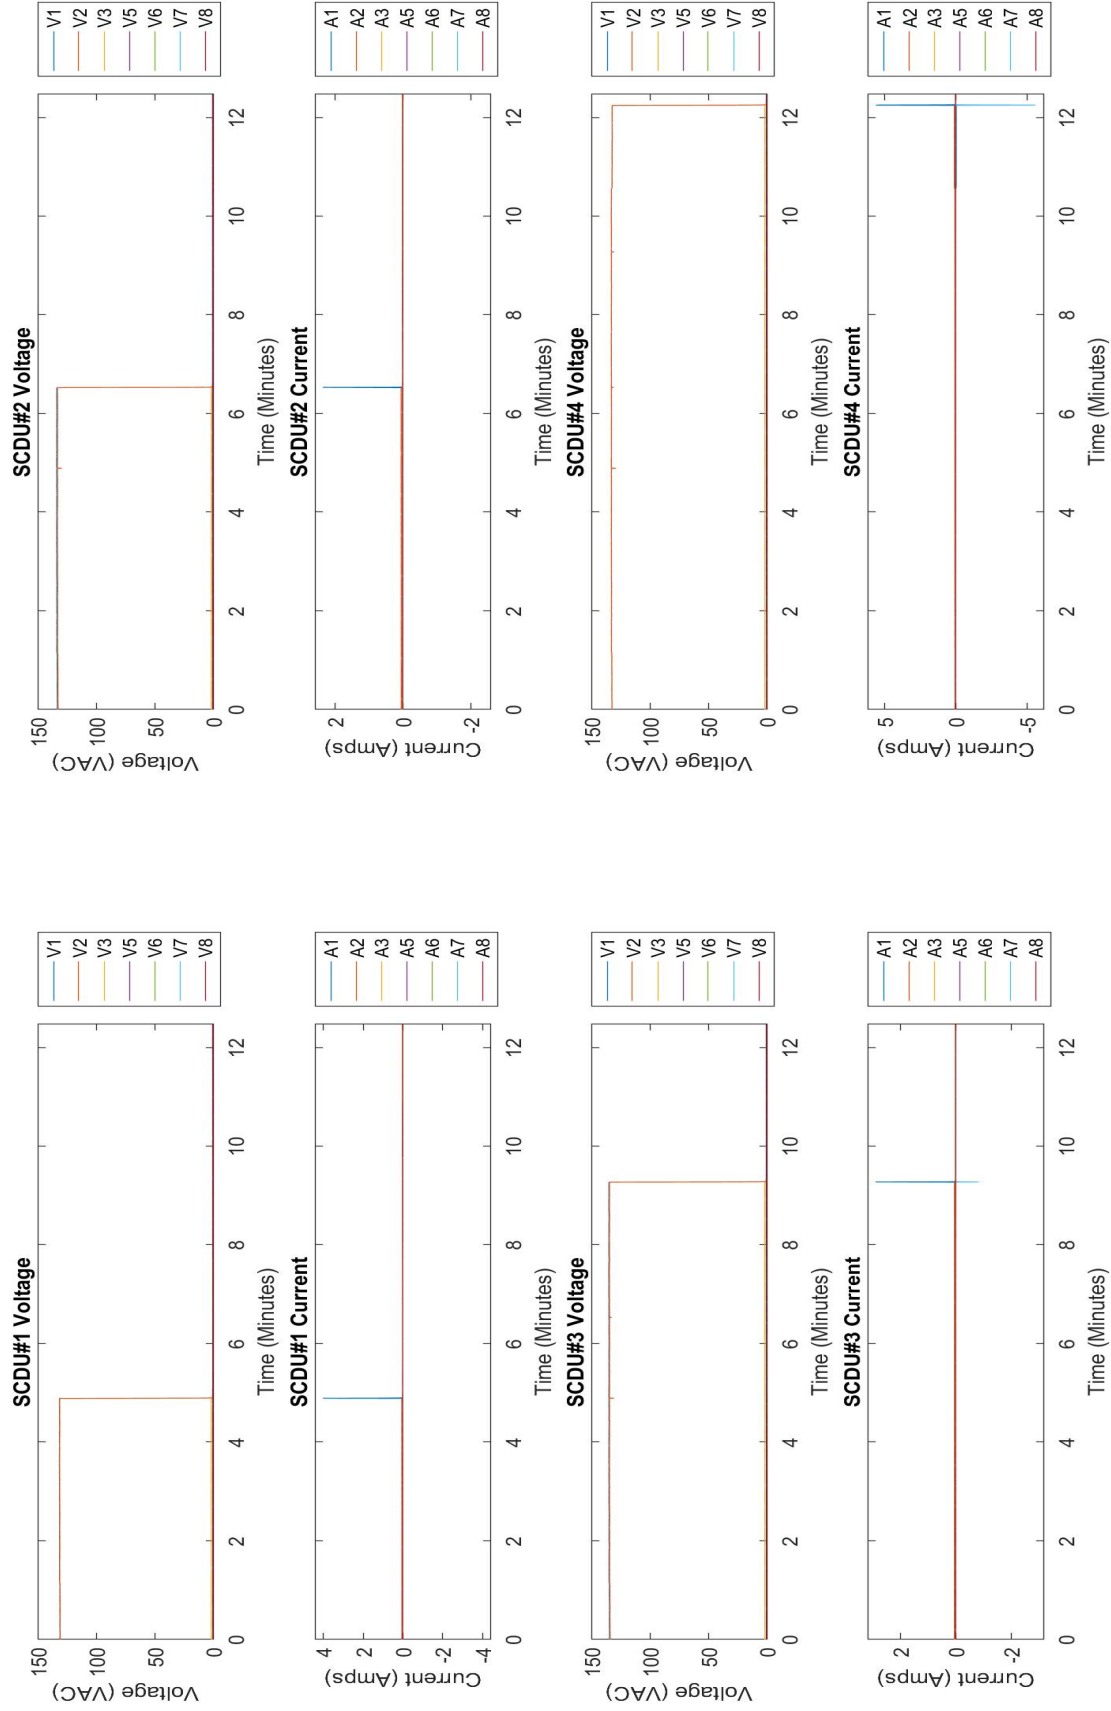 SCDU#1 Voltage
Voltage (VAC)
150
100
50
0
0 2 4 6 8 10 12
Time (Minutes)
V1
V2
V3
V5
V6
V7
V8
SCDU#2 Voltage
Voltage (VAC)
150
100
50
0
0 2 4 6 8 10 12
Time (Minutes)
V1
V2
V3
V5
V6
V7
V8
SCDU#1 Current
Current (Amps)
4
2
0
-2
-4
0 2 4 6 8 10 12
Time (Minutes)
A1
A2
A3
A5
A6
A7
A8
SCDU#2 Current
Current (Amps)
2
0
-2
0 2 4 6 8 10 12
Time (Minutes)
A1
A2
A3
A5
A6
A7
A8
SCDU#3 Voltage
Voltage (VAC)
150
100
50
0
0 2 4 6 8 10 12
Time (Minutes)
V1
V2
V3
V5
V6
V7
V8
SCDU#4 Voltage
Voltage (VAC)
150
100
50
0
0 2 4 6 8 10 12
Time (Minutes)
V1
V2
V3
V5
V6
V7
V8
SCDU#3 Current
Current (Amps)
2
0
-2
0 2 4 6 8 10 12
Time (Minutes)
A1
A2
A3
A5
A6
A7
A8
SCDU#4 Current
Current (Amps)
5
0
-5
0 2 4 6 8 10 12
Time (Minutes)
A1
A2
A3
A5
A6
A7
A8